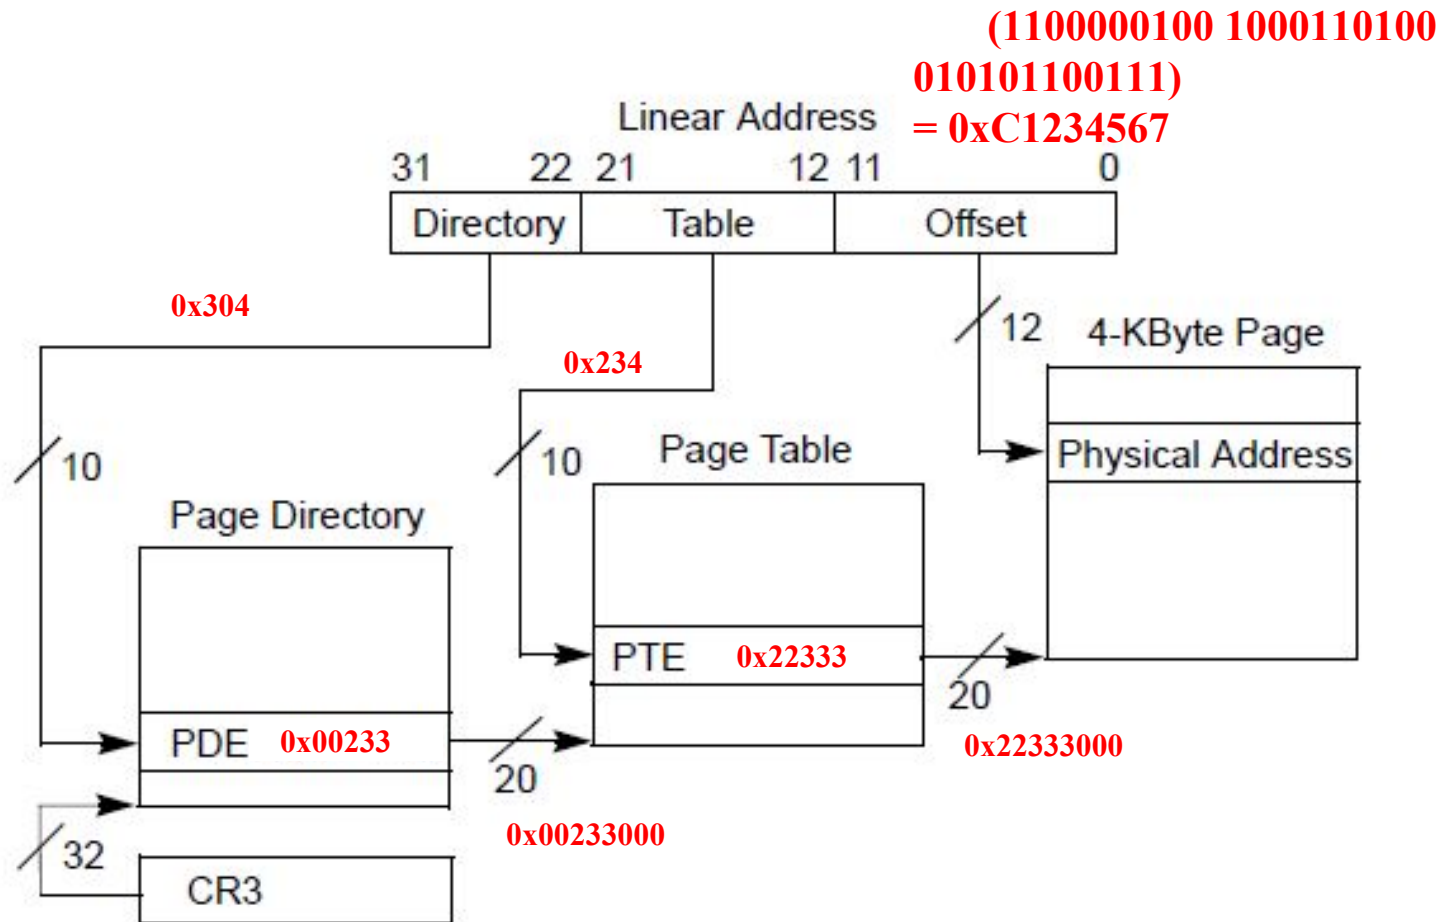 (1100000100 1000110100
010101100111)
= 0xC1234567
Linear Address
31 22 21 12 11 0
Directory Table Offset
0x304
12
4-KByte Page
0x234
10
10
Page Table
Physical Address
Page Directory
PTE 0x22333
20
PDE 0x00233
0x22333000
20
0x00233000
32
CR3